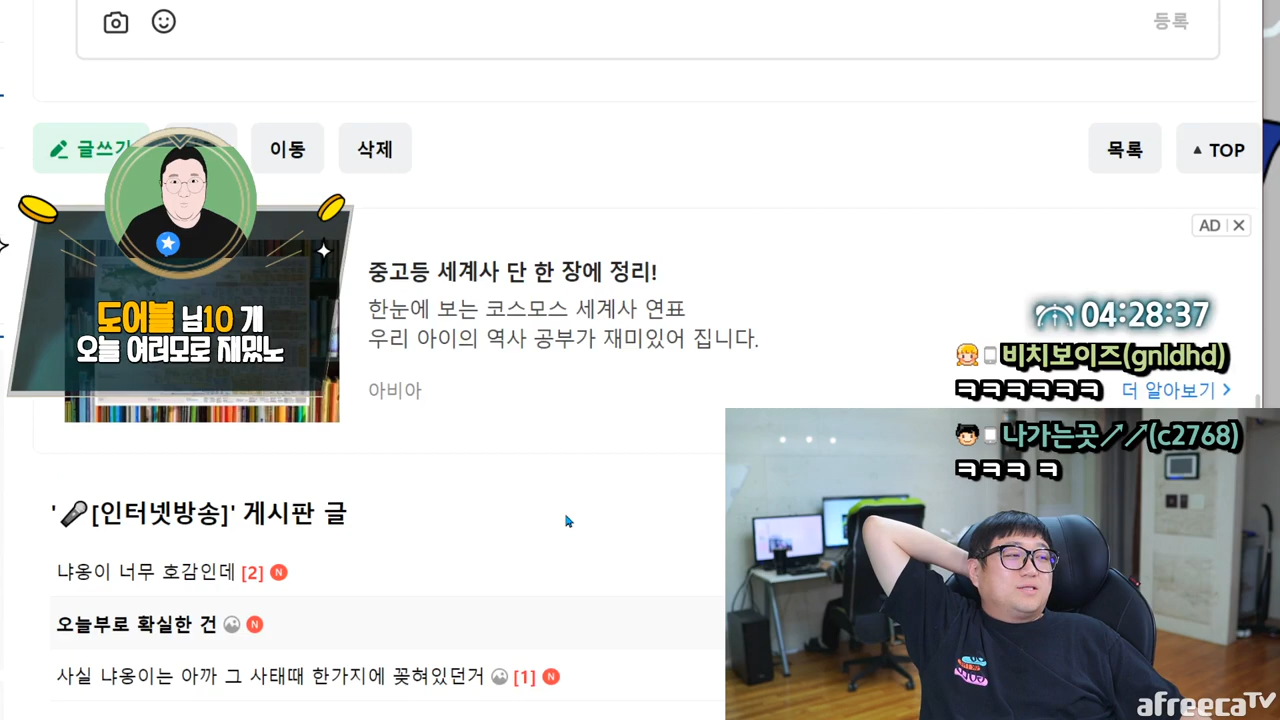 등록
글쓰기
이동
삭제
목록
TOP
AD
중고등 세계사 단 한 장에 정리!
한눈에 보는 코스모스 세계사 연표
우리 아이의 역사 공부가 재미있어 집니다.
아비아
더 알아보기
도어블 님10 개
오늘 여러모로 재밌노
04:28:37
비치보이즈(gnldhd)
ㅋㅋㅋㅋㅋㅋ
나가는곳↗↗(c2768)
ㅋㅋㅋ ㅋ
'🎤[인터넷방송]' 게시판 글
냐옹이 너무 호감인데 [2] N
오늘부로 확실한 건 N
사실 냐옹이는 아까 그 사태때 한가지에 꽂혀있던거 [1] N
afreecaTV